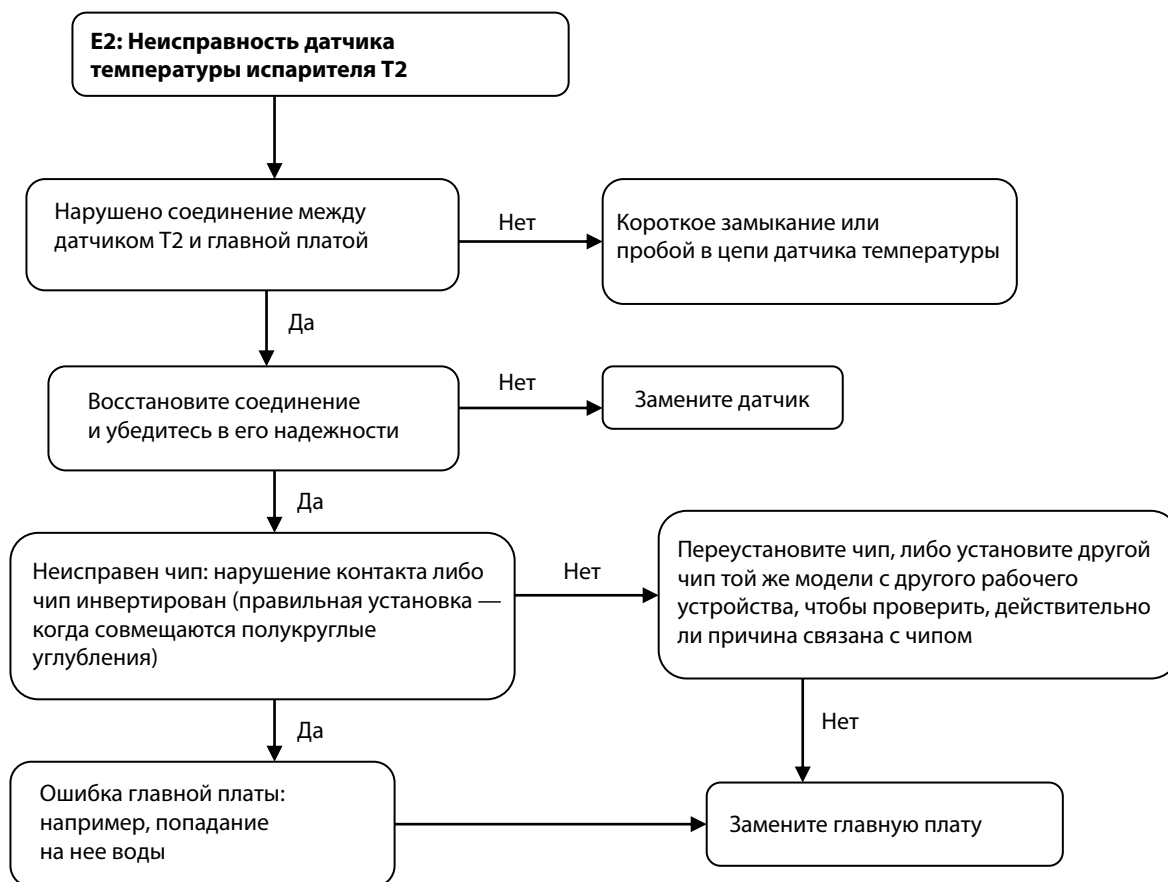 E2: Неисправность датчика
температуры испарителя T2
Нарушено соединение между
датчиком T2 и главной платой
Нет
Короткое замыкание или
пробой в цепи датчика температуры
Да
Восстановите соединение
и убедитесь в его надежности
Нет
Замените датчик
Да
Неисправен чип: нарушение контакта либо
чип инвертирован (правильная установка —
когда совмещаются полукруглые
углубления)
Нет
Переустановите чип, либо установите другой
чип той же модели с другого рабочего
устройства, чтобы проверить, действительно
ли причина связана с чипом
Да
Нет
Ошибка главной платы:
например, попадание
на нее воды
Замените главную плату